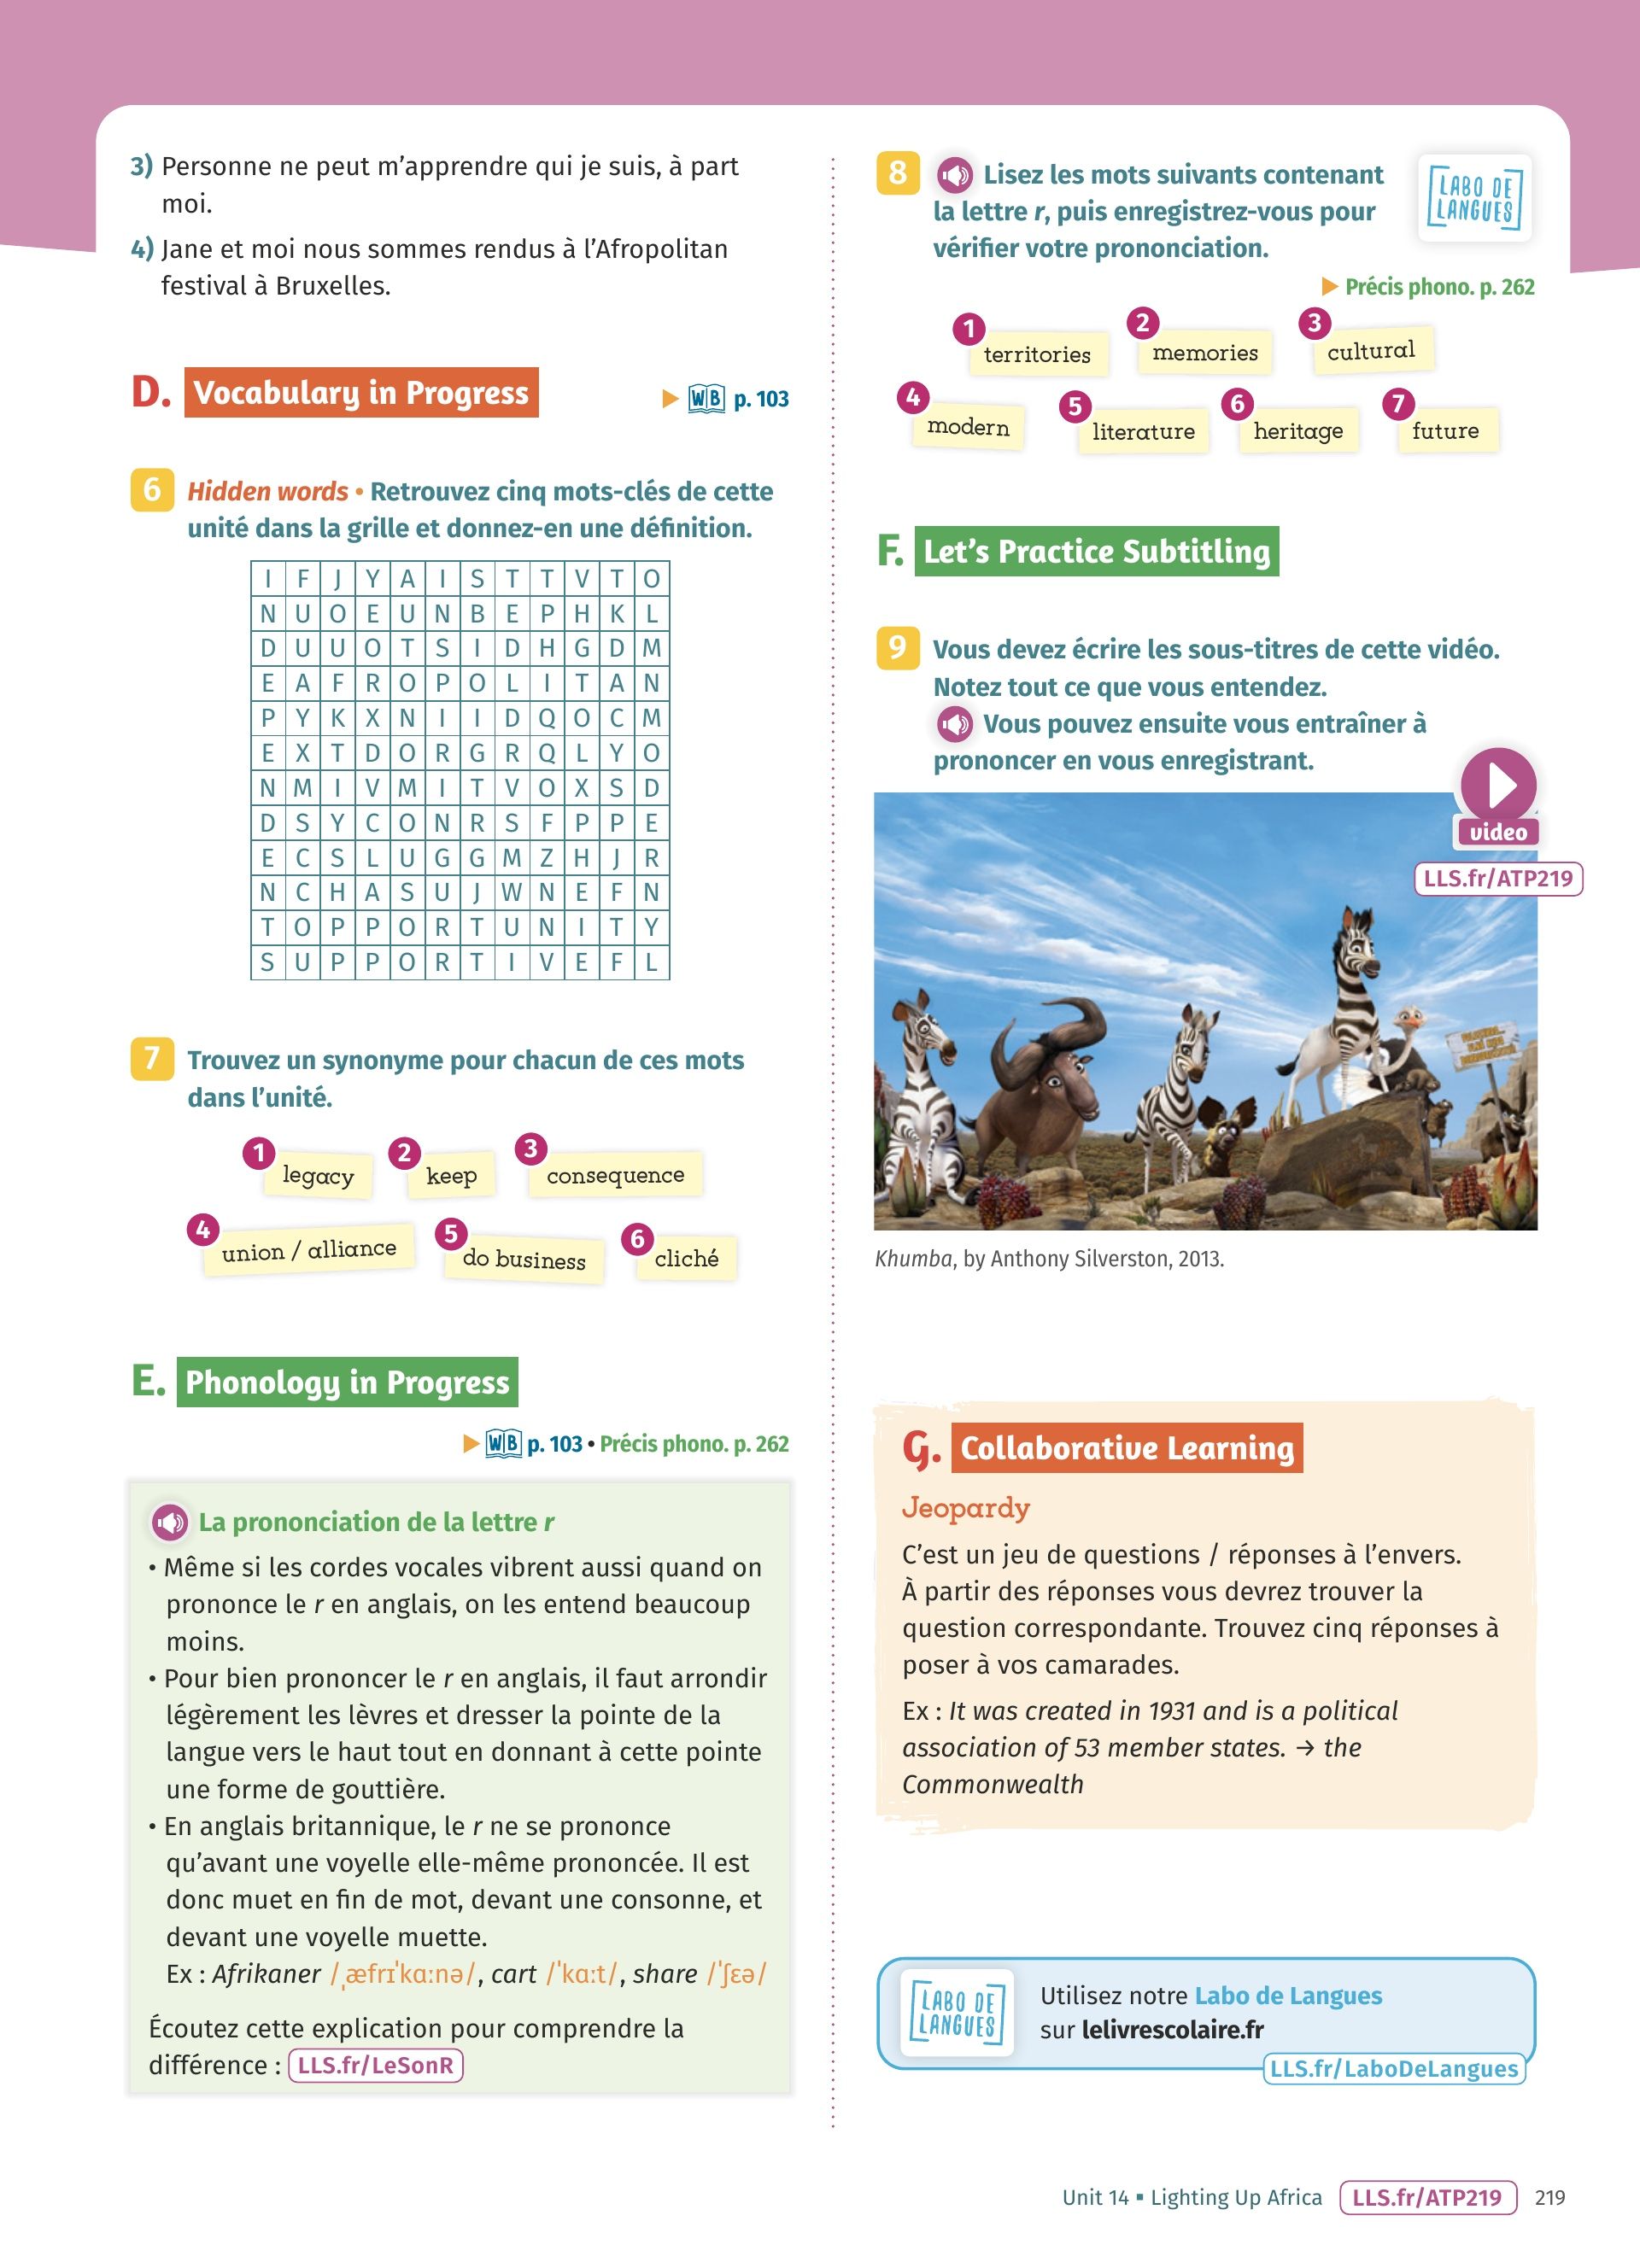 3) Personne ne peut m’apprendre qui je suis, à part
moi.
4) Jane et moi nous sommes rendus à l’Afropolitan
festival à Bruxelles.
D. Vocabulary in Progress
WB p. 103
6 Hidden words • Retrouvez cinq mots-clés de cette
unité dans la grille et donnez-en une définition.
I F J Y A I S T T V T O
N U O E U N B E P H K L
D U U O T S I D H G D M
E A F R O P O L I T A N
P Y K X N I I D Q O C M
E X T D O R G R Q L Y O
N M I V M I T V O X S D
D S Y C O N R S F P P E
E C S L U G G M Z H J R
N C H A S U J W N E F N
T O P P O R T U N I T Y
S U P P O R T I V E F L
7 Trouvez un synonyme pour chacun de ces mots
dans l’unité.
1 legacy 2 keep 3 consequence
4 union / alliance 5 do business 6 cliché
E. Phonology in Progress
WB p. 103 • Précis phono. p. 262
La prononciation de la lettre r
• Même si les cordes vocales vibrent aussi quand on
prononce le r en anglais, on les entend beaucoup
moins.
• Pour bien prononcer le r en anglais, il faut arrondir
légèrement les lèvres et dresser la pointe de la
langue vers le haut tout en donnant à cette pointe
une forme de gouttière.
• En anglais britannique, le r ne se prononce
qu’avant une voyelle elle-même prononcée. Il est
donc muet en fin de mot, devant une consonne, et
devant une voyelle muette.
Ex : Afrikaner /ˌæfrɪˈkɑːnə/, cart /ˈkɑːt/, share /ˈʃɛə/
Écoutez cette explication pour comprendre la
différence : LLS.fr/LeSonR
8 Lisez les mots suivants contenant
la lettre r, puis enregistrez-vous pour
vérifier votre prononciation.
LABO DE
LANGUES
Précis phono. p. 262
1 territories 2 memories 3 cultural
4 modern 5 literature 6 heritage 7 future
F. Let’s Practice Subtitling
9 Vous devez écrire les sous-titres de cette vidéo.
Notez tout ce que vous entendez.
Vous pouvez ensuite vous entraîner à
prononcer en vous enregistrant.
video
LLS.fr/ATP219
Khumba, by Anthony Silverston, 2013.
G. Collaborative Learning
Jeopardy
C’est un jeu de questions / réponses à l’envers.
À partir des réponses vous devrez trouver la
question correspondante. Trouvez cinq réponses à
poser à vos camarades.
Ex : It was created in 1931 and is a political
association of 53 member states. → the
Commonwealth
LABO DE
LANGUES
Utilisez notre Labo de Langues
sur lelivrescolaire.fr
LLS.fr/LaboDeLangues
Unit 14 ▪ Lighting Up Africa LLS.fr/ATP219 219